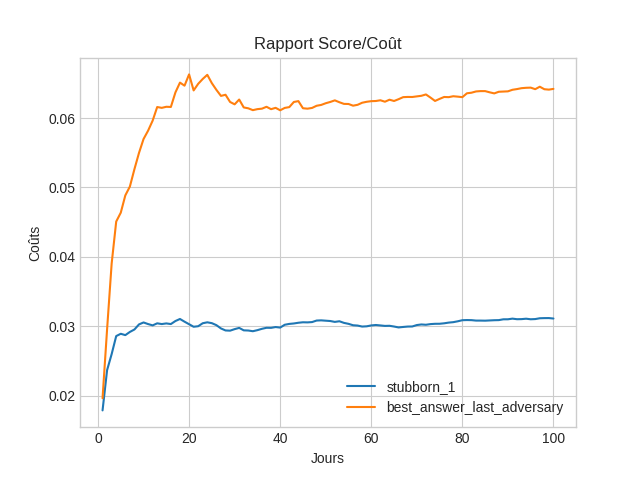 Rapport Score/Coût
0.06
0.05
0.04
0.03
0.02
Coûts
0 20 40 60 80 100
Jours
stubborn_1
best_answer_last_adversary